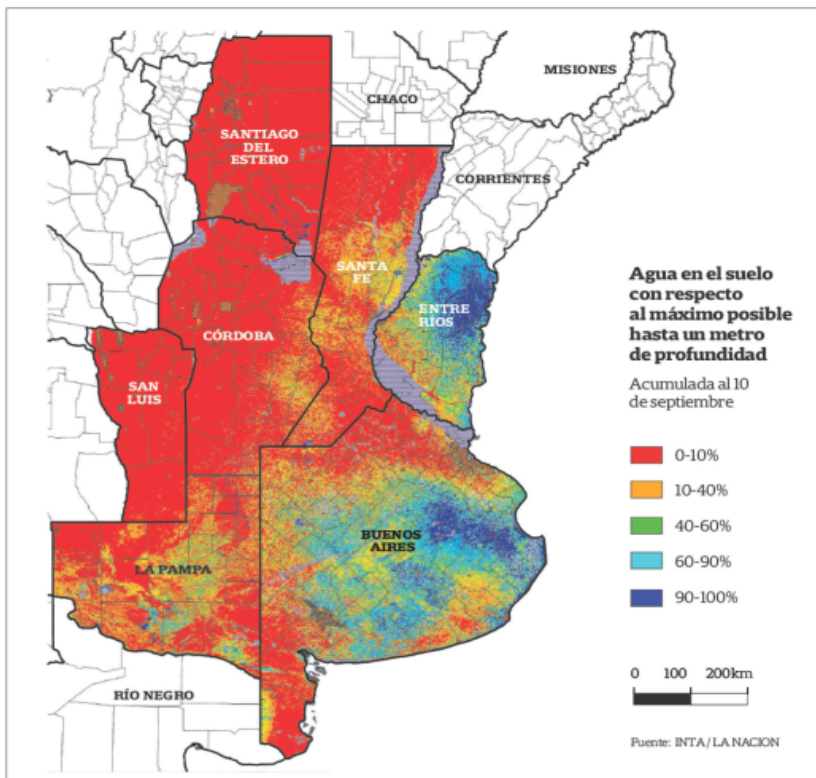 MISIONES
CHACO
SANTIAGO
DEL
ESTERO
CORRIENTES
SANTA
FE
ENTRE
RÍOS
CÓRDOBA
SAN
LUIS
BUENOS
AIRES
LA PAMPA
RÍO NEGRO
Agua en el suelo
con respecto
al máximo posible
hasta un metro
de profundidad
Acumulada al 10
de septiembre
0-10%
10-40%
40-60%
60-90%
90-100%
0 100 200km
Fuente: INTA / LA NACION